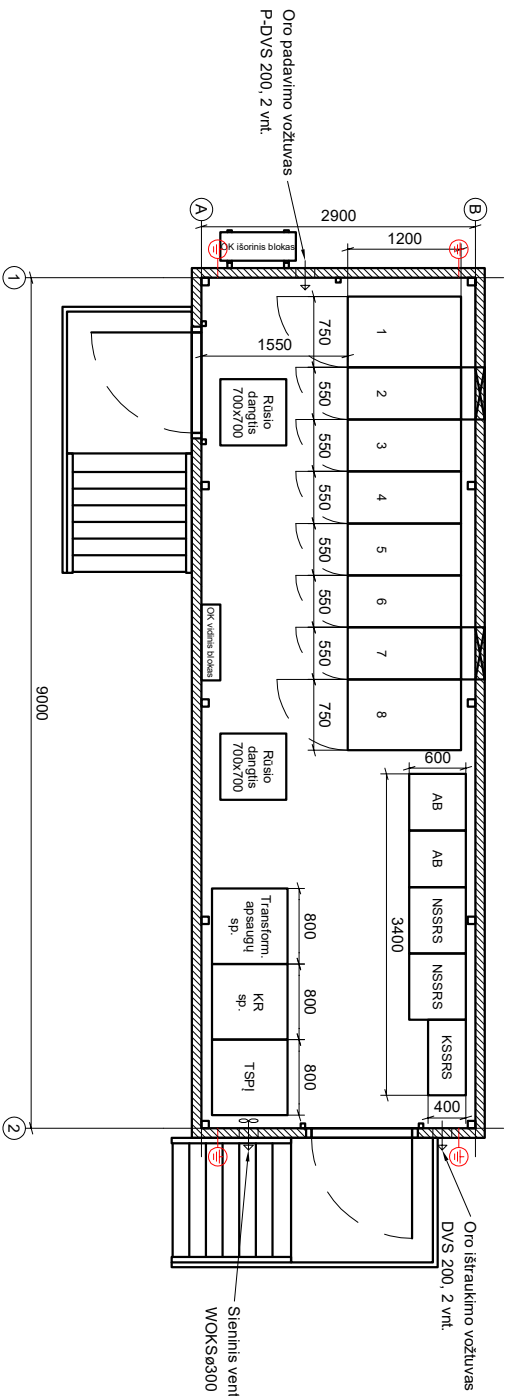 Oro padavimo vožtuvas
P-DVS 200, 2 vnt.
Oro ištraukimo vožtuvas
DVS 200, 2 vnt.
Sieninis vent
WOKSø300
A
B
1
2
2900
1200
1550
9000
OK išorinis blokas
OK vidinis blokas
750
550
550
550
550
550
550
750
1
2
3
4
5
6
7
8
Rūsio
dangtis
700x700
Rūsio
dangtis
700x700
600
3400
400
AB
AB
NSSRS
NSSRS
KSSRS
800
800
800
Transform.
apsaugų
sp.
KR
sp.
TSPĮ